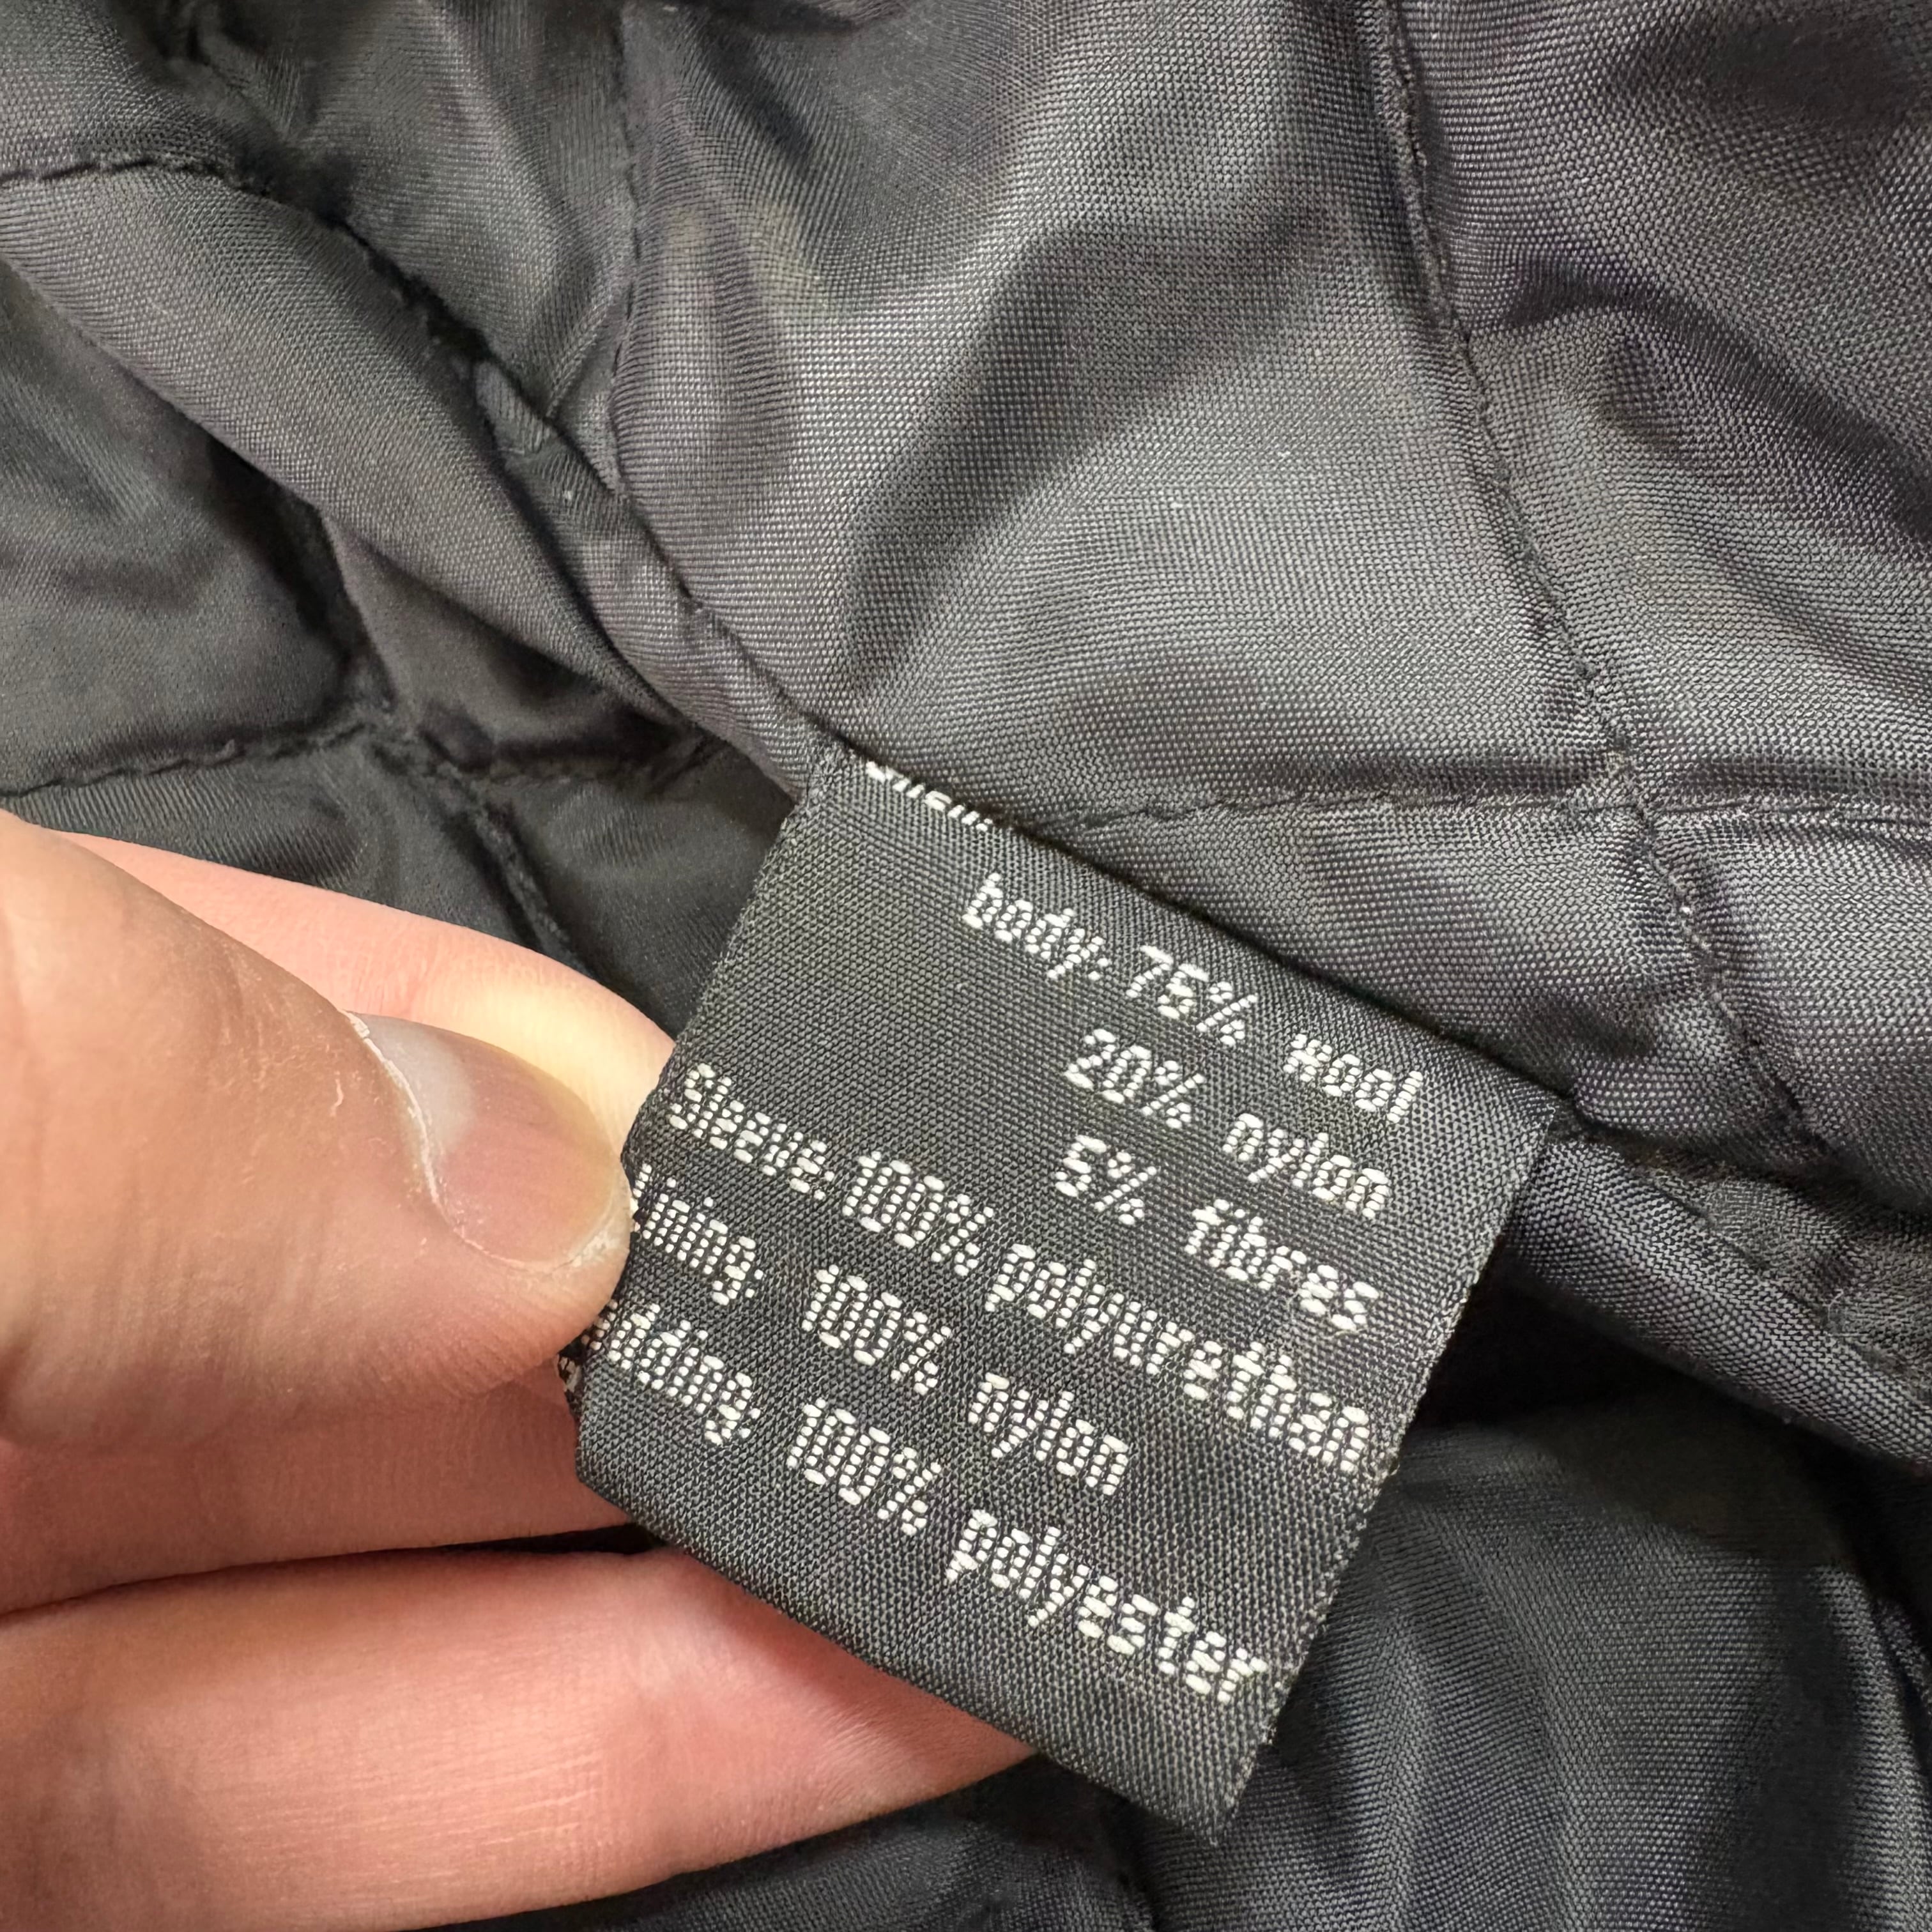 body: 75% wool
20% nylon
5% fibres
Sleeve: 100% polyurethan
100% nylon
100% polyester